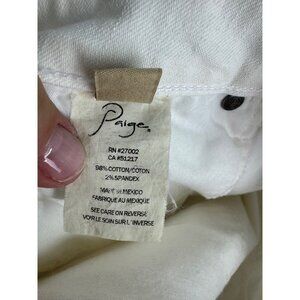 Paige
RN #27002
CA #51217
98% COTTON/COTON
2% SPANDEX
MADE IN MEXICO
FABRIQUE AU MEXIQUE
SEE CARE ON REVERSE
VOIR LE SOIN SUR L'INVERSE